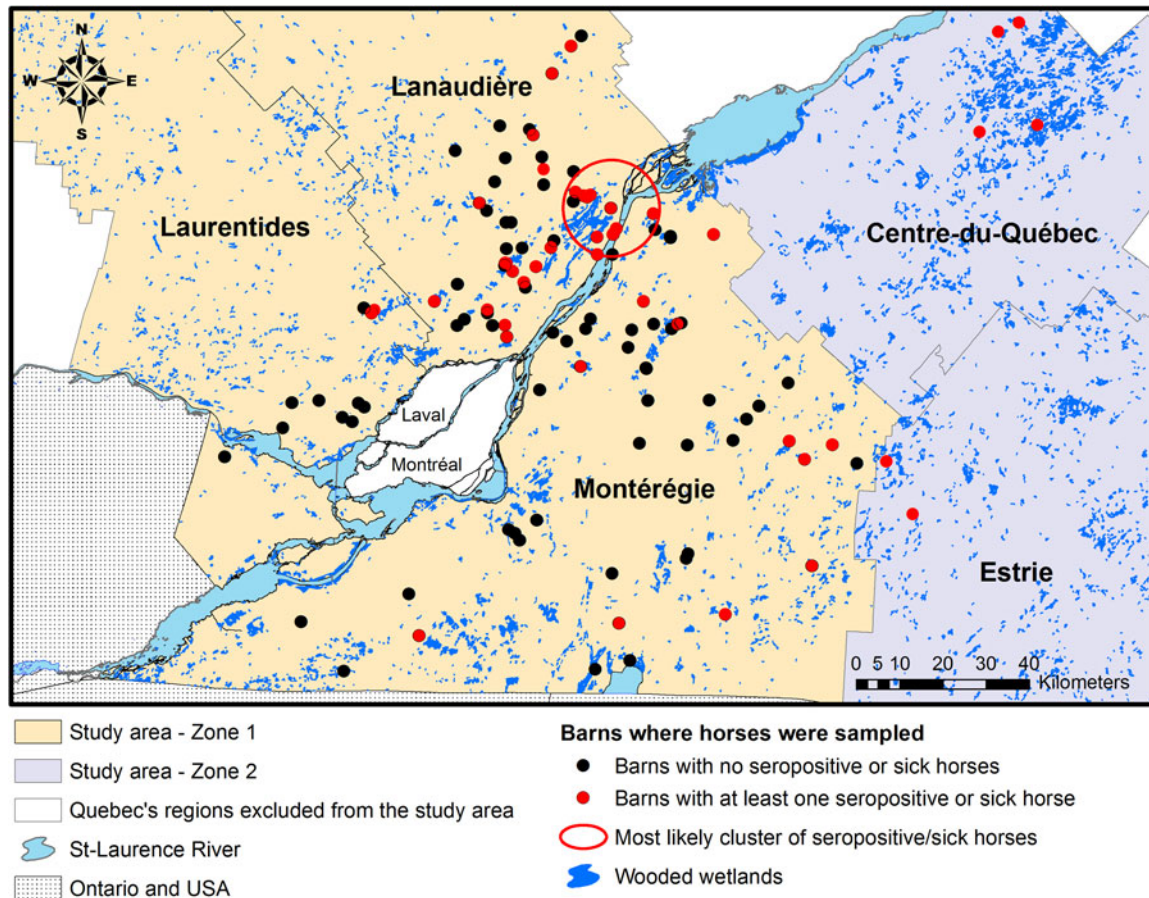 N
W E
S
Lanaudière
Laurentides
Centre-du-Québec
Laval
Montréal
Montérégie
Estrie
0 5 10 20 30 40
Kilometers
Study area - Zone 1
Study area - Zone 2
Quebec's regions excluded from the study area
St-Laurence River
Ontario and USA
Barns where horses were sampled
Barns with no seropositive or sick horses
Barns with at least one seropositive or sick horse
Most likely cluster of seropositive/sick horses
Wooded wetlands